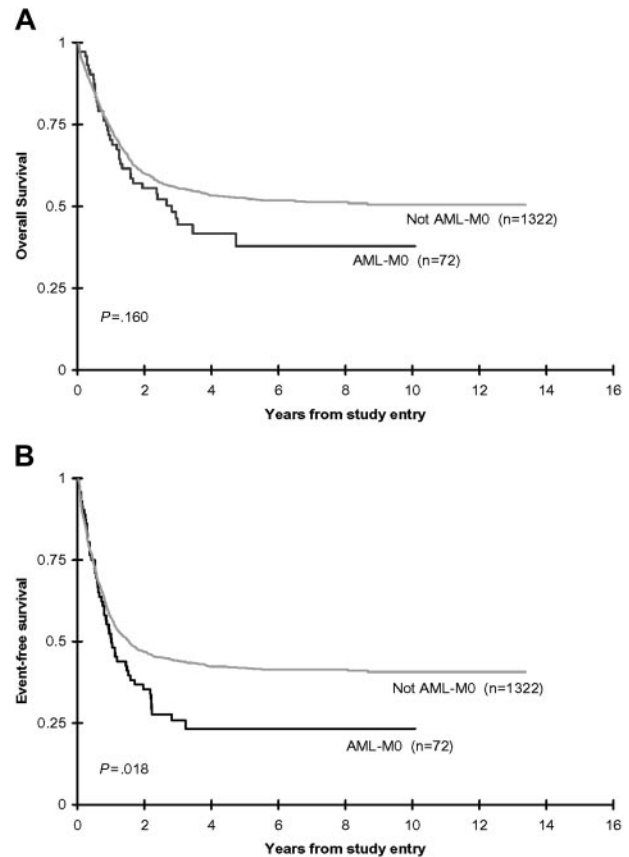 A
1
0.75
0.5
0.25
0
Overall Survival
Not AML-M0 (n=1322)
AML-M0 (n=72)
P=.160
0 2 4 6 8 10 12 14 16
Years from study entry
B
1
0.75
0.5
0.25
0
Event-free survival
Not AML-M0 (n=1322)
AML-M0 (n=72)
P=.018
0 2 4 6 8 10 12 14 16
Years from study entry